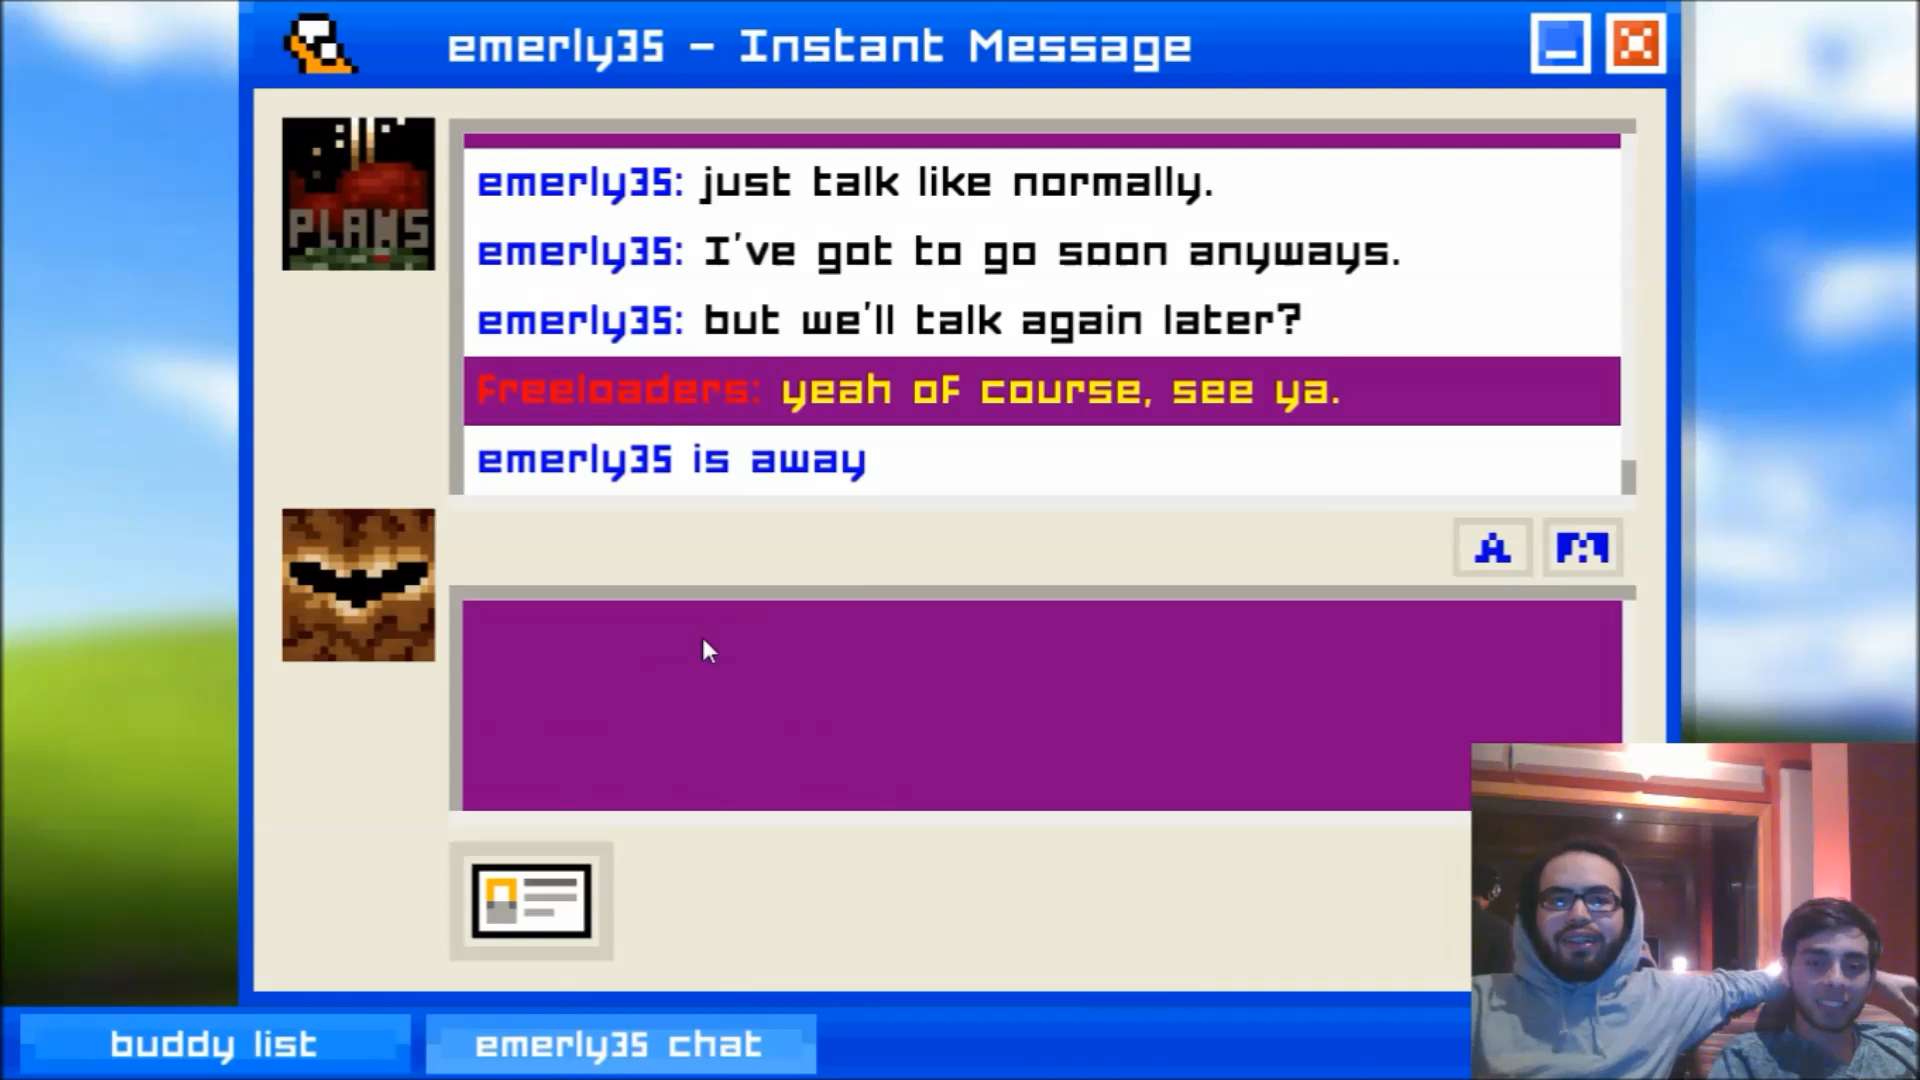 emerly35 - Instant Message
PLANS
emerly35: just talk like normally.
emerly35: I've got to go soon anyways.
emerly35: but we'll talk again later?
Freeloaders: yeah of course, see ya.
emerly35 is away
A
buddy list
emerly35 chat